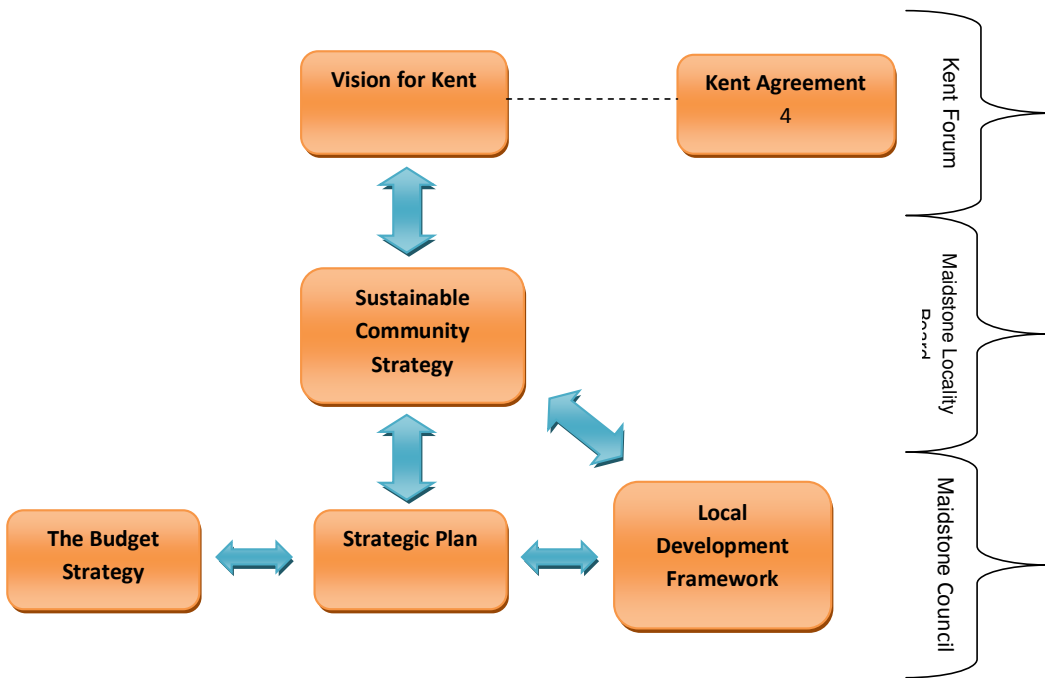 Vision for Kent
Kent Agreement
4
Kent Forum
Sustainable
Community
Strategy
Maidstone Locality
Board
The Budget
Strategy
Strategic Plan
Local
Development
Framework
Maidstone Council